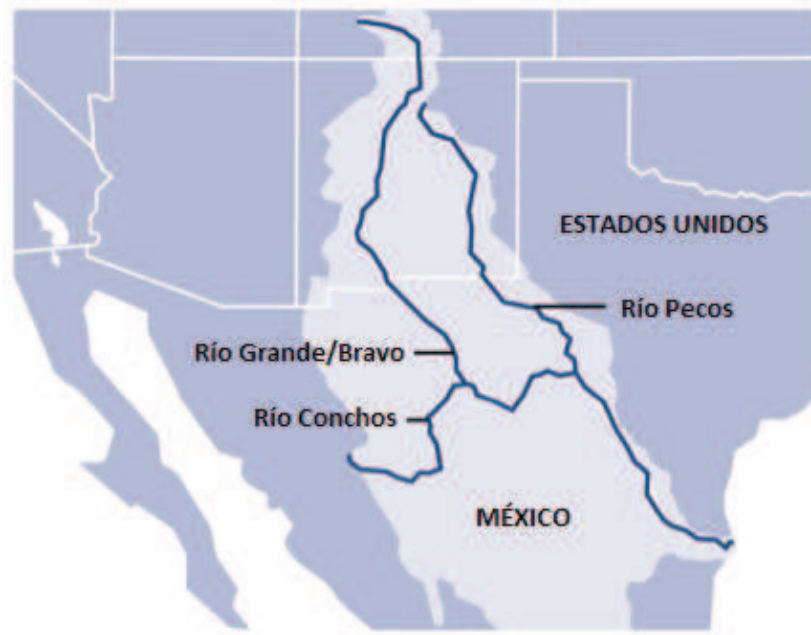 ESTADOS UNIDOS
Río Pecos
Río Grande/Bravo
Río Conchos
MÉXICO